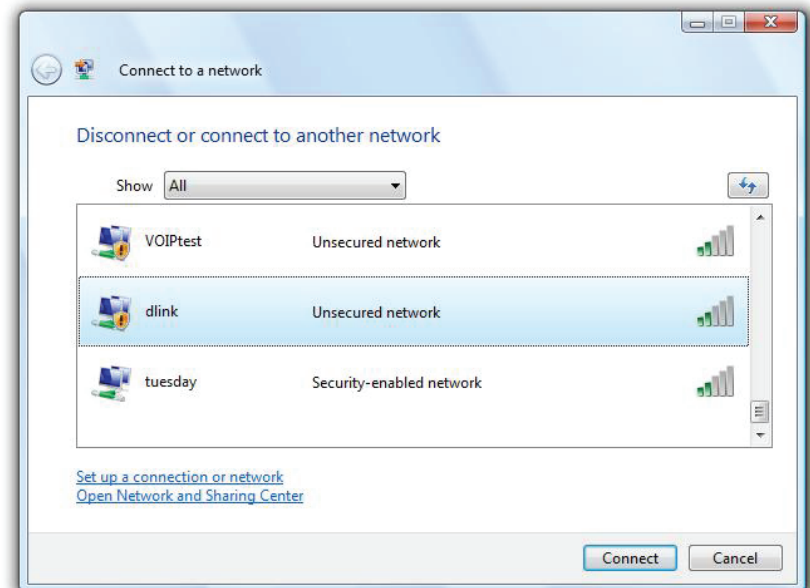 Connect to a network
Disconnect or connect to another network
Show All
VOIPtest Unsecured network
dlink Unsecured network
tuesday Security-enabled network
Set up a connection or network
Open Network and Sharing Center
Connect Cancel